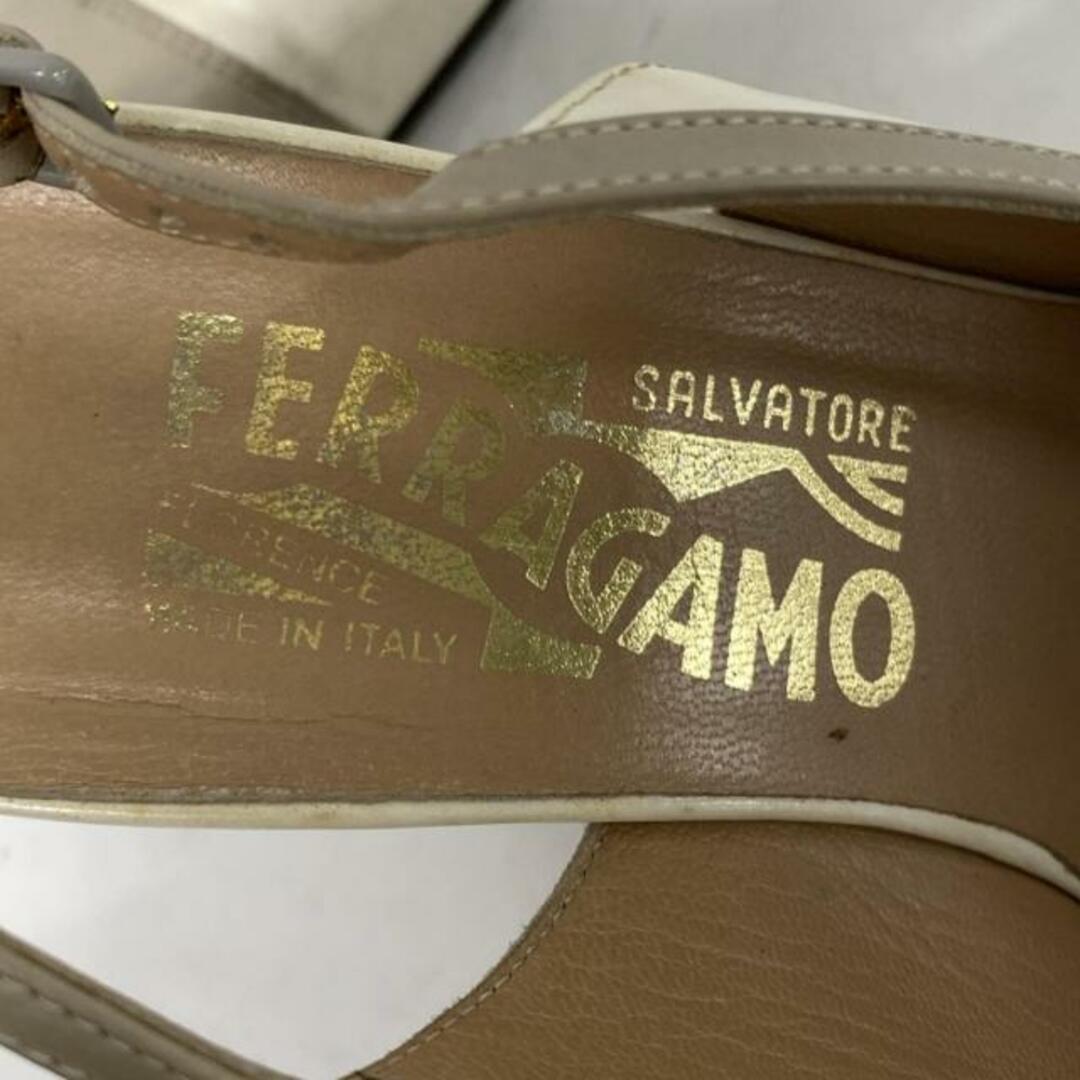 SALVATORE
FERRAGAMO
FLORENCE
MADE IN ITALY